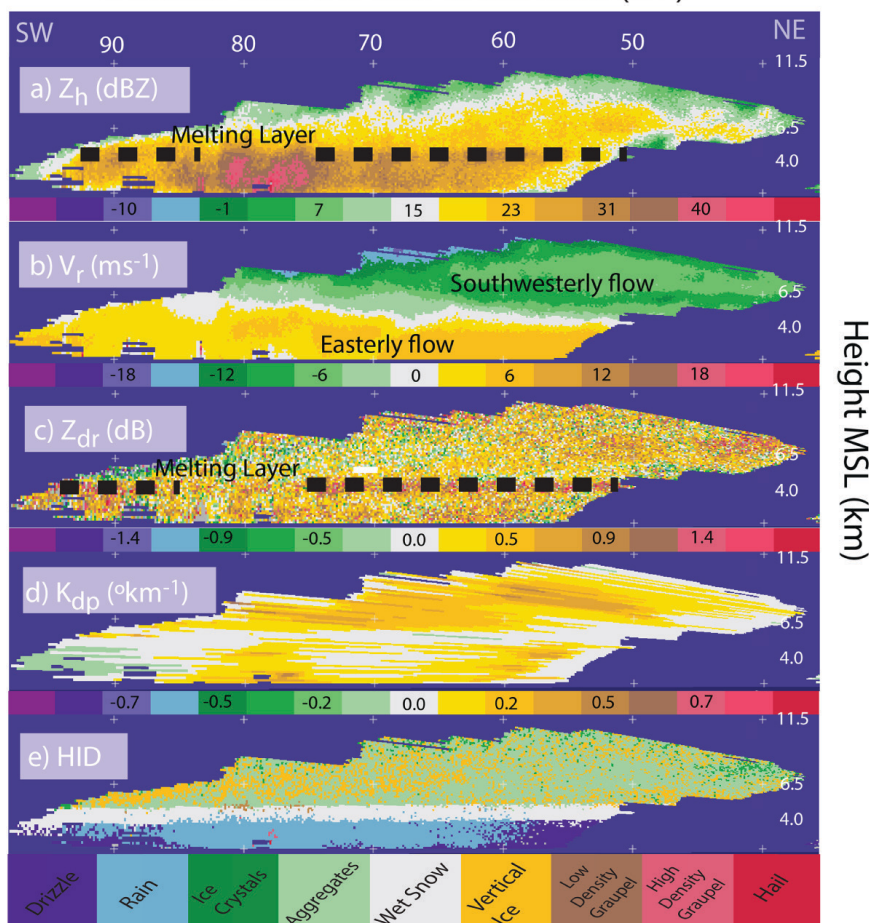 SW 90 80 70 60 50 NE
11.5
a) Zh (dBZ)
Melting Layer
6.5
4.0
-10 -1 7 15 23 31 40
11.5
b) Vr (ms-1)
Southwesterly flow
6.5
4.0
Easterly flow
-18 -12 -6 0 6 12 18
11.5
c) Zdr (dB)
Melting Layer
6.5
4.0
-1.4 -0.9 -0.5 0.0 0.5 0.9 1.4
11.5
d) Kdp (okm-1)
6.5
4.0
-0.7 -0.5 -0.2 0.0 0.2 0.5 0.7
11.5
e) HID
6.5
4.0
Drizzle
Rain
Ice
Crystals
Aggregates
Wet Snow
Vertical
Ice
Low
Density
Graupel
High
Density
Graupel
Hail
Height MSL (km)